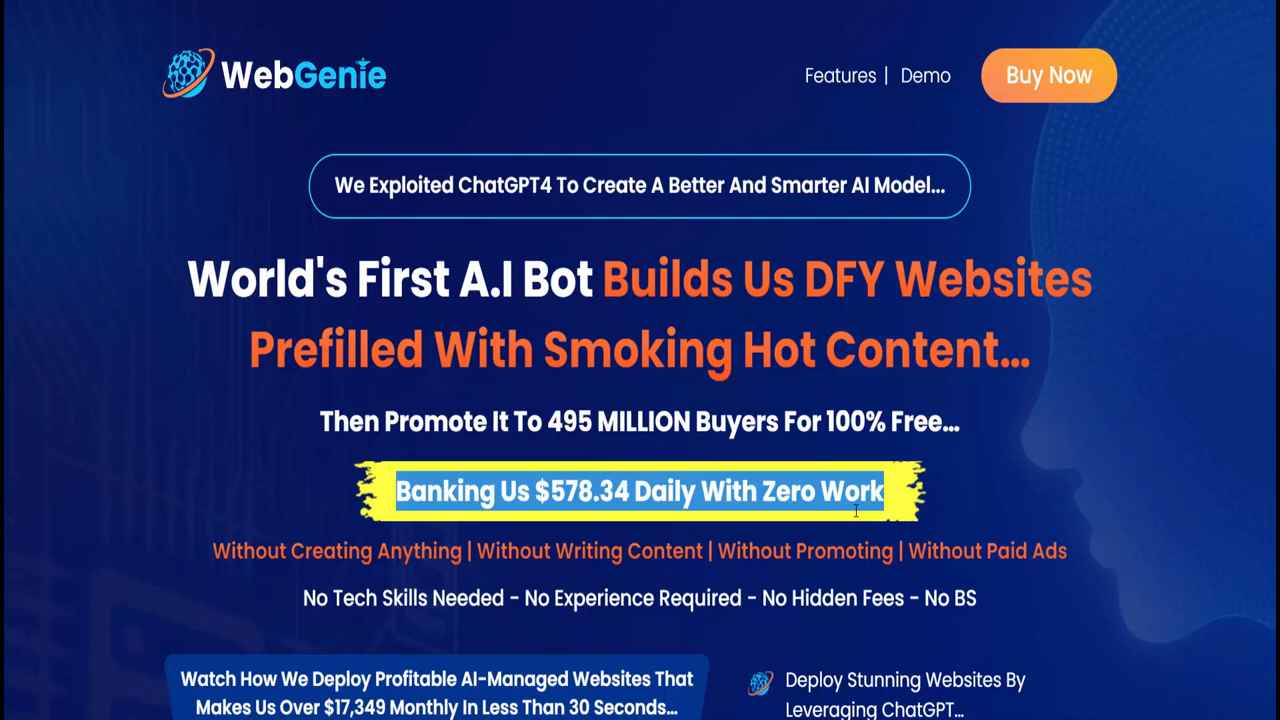 WebGenie
Features | Demo
Buy Now
We Exploited ChatGPT4 To Create A Better And Smarter AI Model...
World's First A.I Bot Builds Us DFY Websites
Prefilled With Smoking Hot Content...
Then Promote It To 495 MILLION Buyers For 100% Free...
Banking Us $578.34 Daily With Zero Work
Without Creating Anything | Without Writing Content | Without Promoting | Without Paid Ads
No Tech Skills Needed - No Experience Required - No Hidden Fees - No BS
Watch How We Deploy Profitable AI-Managed Websites That
Makes Us Over $17,349 Monthly In Less Than 30 Seconds...
Deploy Stunning Websites By
Leveraging ChatGPT...